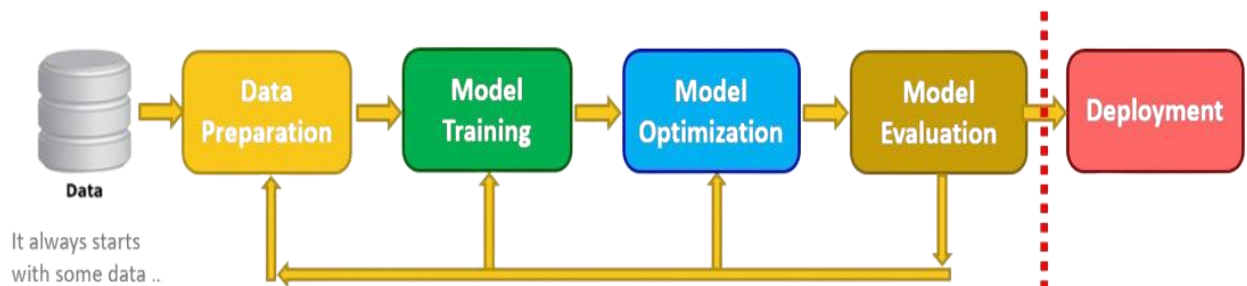 Data
Preparation
Model
Training
Model
Optimization
Model
Evaluation
Deployment
Data
It always starts
with some data ...